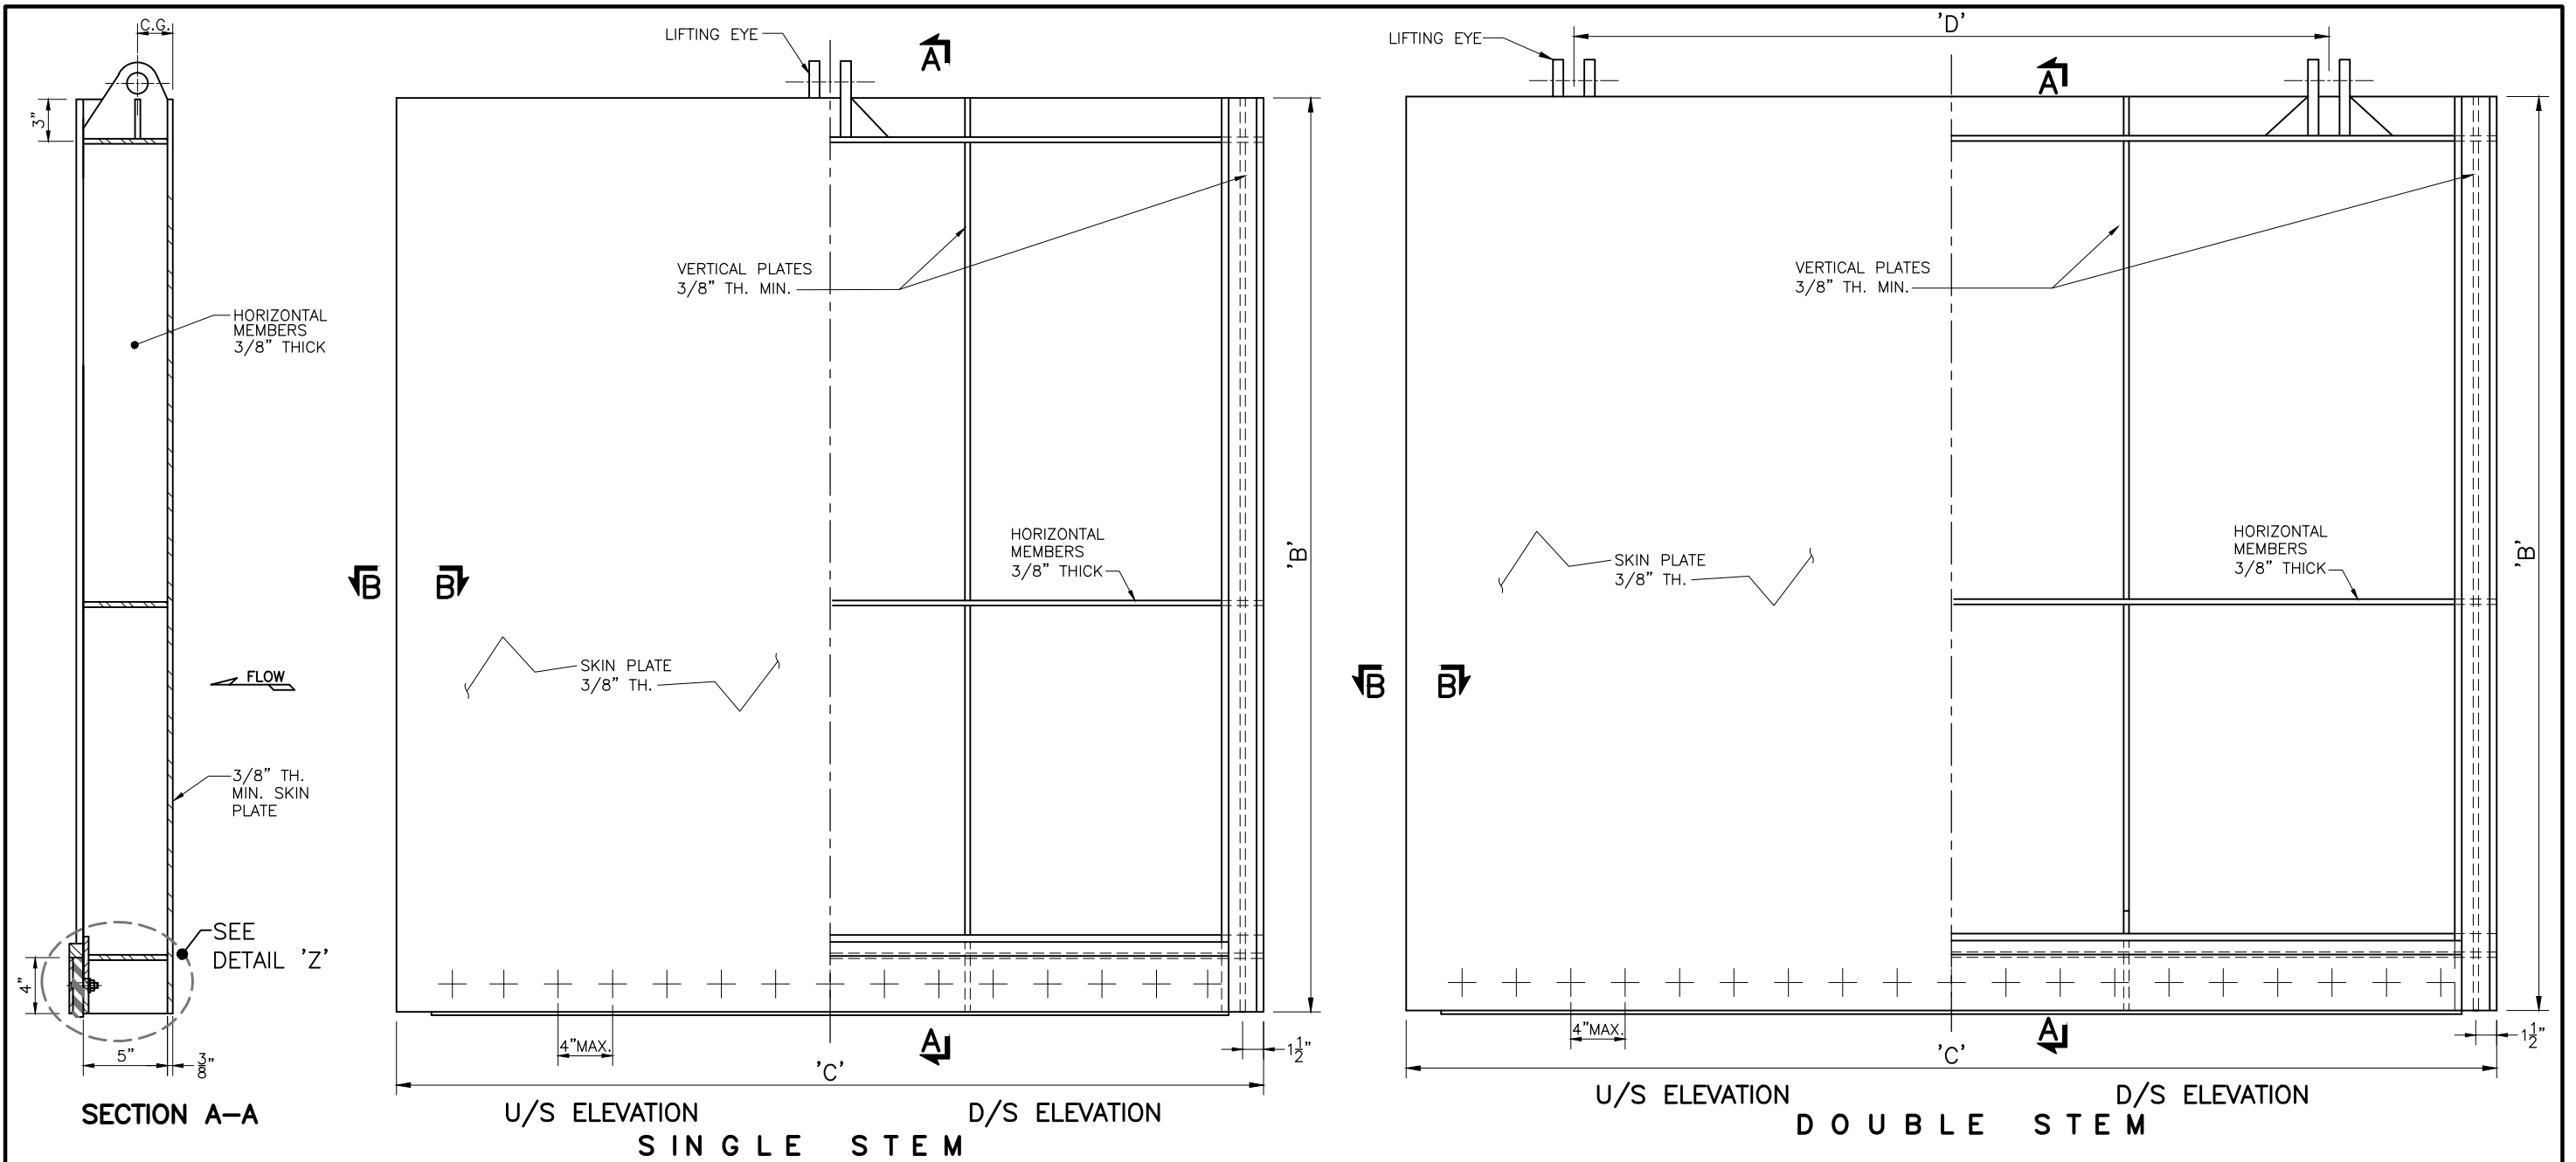 C.G.
3"
HORIZONTAL
MEMBERS
3/8" THICK
FLOW
3/8" TH.
MIN. SKIN
PLATE
SEE
DETAIL 'Z'
4"
5"
3/8"
SECTION A-A
LIFTING EYE
A
VERTICAL PLATES
3/8" TH. MIN.
HORIZONTAL
MEMBERS
3/8" THICK
'B'
B
B
SKIN PLATE
3/8" TH.
4"MAX.
A
1 1/2"
'C'
U/S ELEVATION
D/S ELEVATION
SINGLE STEM
LIFTING EYE
'D'
A
VERTICAL PLATES
3/8" TH. MIN.
SKIN PLATE
3/8" TH.
HORIZONTAL
MEMBERS
3/8" THICK
'B'
B
B
4"MAX.
A
1 1/2"
'C'
U/S ELEVATION
D/S ELEVATION
DOUBLE STEM